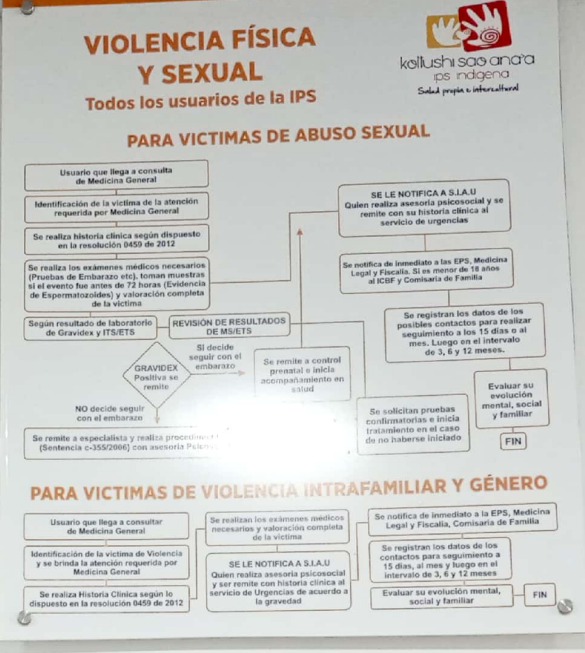 VIOLENCIA FÍSICA
Y SEXUAL
Todos los usuarios de la IPS
kottushi sao ana'a
ips indigena
Salud propia e intercultural
PARA VICTIMAS DE ABUSO SEXUAL
Usuario que llega a consulta
de Medicina General
Identificación de la victima de la atención
requerida por Medicina General
Se realiza historia clínica según dispuesto
en la resolución 0459 de 2012
Se realiza los exámenes médicos necesarios
(Pruebas de Embarazo etc), toman muestras
si el evento fue antes de 72 horas (Evidencia
de Espermatozoides) y valoración completa
de la victima
Según resultado de laboratorio
de Gravidex y ITS/ETS
REVISIÓN DE RESULTADOS
DE MS/ETS
GRAVIDEX
Positiva se
remite
SI decide
seguir con el
embarazo
Se remite a control
prenatal e inicia
acompañamiento en
salud
NO decide seguir
con el embarazo
Se remite a especialista y realiza
(Sentencia c-355/2006) con asesoria
SE LE NOTIFICA A S.I.A.U
Quien realiza asesoría psicosocial y se
remite con su historia clínica al
servicio de urgencias
Se notifica de inmediato a las EPS, Medicina
Legal y Fiscalia. Si es menor de 18 años
al ICBF y Comisaria de Familia
Se registran los datos de los
posibles contactos para realizar
seguimiento a los 15 días o al
mes. Luego en el intervalo
de 3, 6 y 12 meses.
Se solicitan pruebas
confirmatorias e inicia
tratamiento en el caso
de no haberse iniciado
Evaluar su
evolución
mental, social
y familiar
FIN
PARA VICTIMAS DE VIOLENCIA INTRAFAMILIAR Y GÉNERO
Usuario que llega a consultar
de Medicina General
Identificación de la victima de Violencia
y se brinda la atención requerida por
Medicina General
Se realiza Historia Clínica según lo
dispuesto en la resolución 0459 de 2012
Se realizan los exámenes médicos
necesarios y valoración completa
de la victima
SE LE NOTIFICA A S.I.A.U
Quien realiza asesoría psicosocial
y ser remite con historia clínica al
servicio de Urgencias de acuerdo a
la gravedad
Se notifica de inmediato a la EPS, Medicina
Legal y Fiscalia, Comisaria de Familia
Se registran los datos de los
contactos para seguimiento a
15 días, al mes y luego en el
intervalo de 3, 6 y 12 meses
Evaluar su evolución mental,
social y familiar
FIN